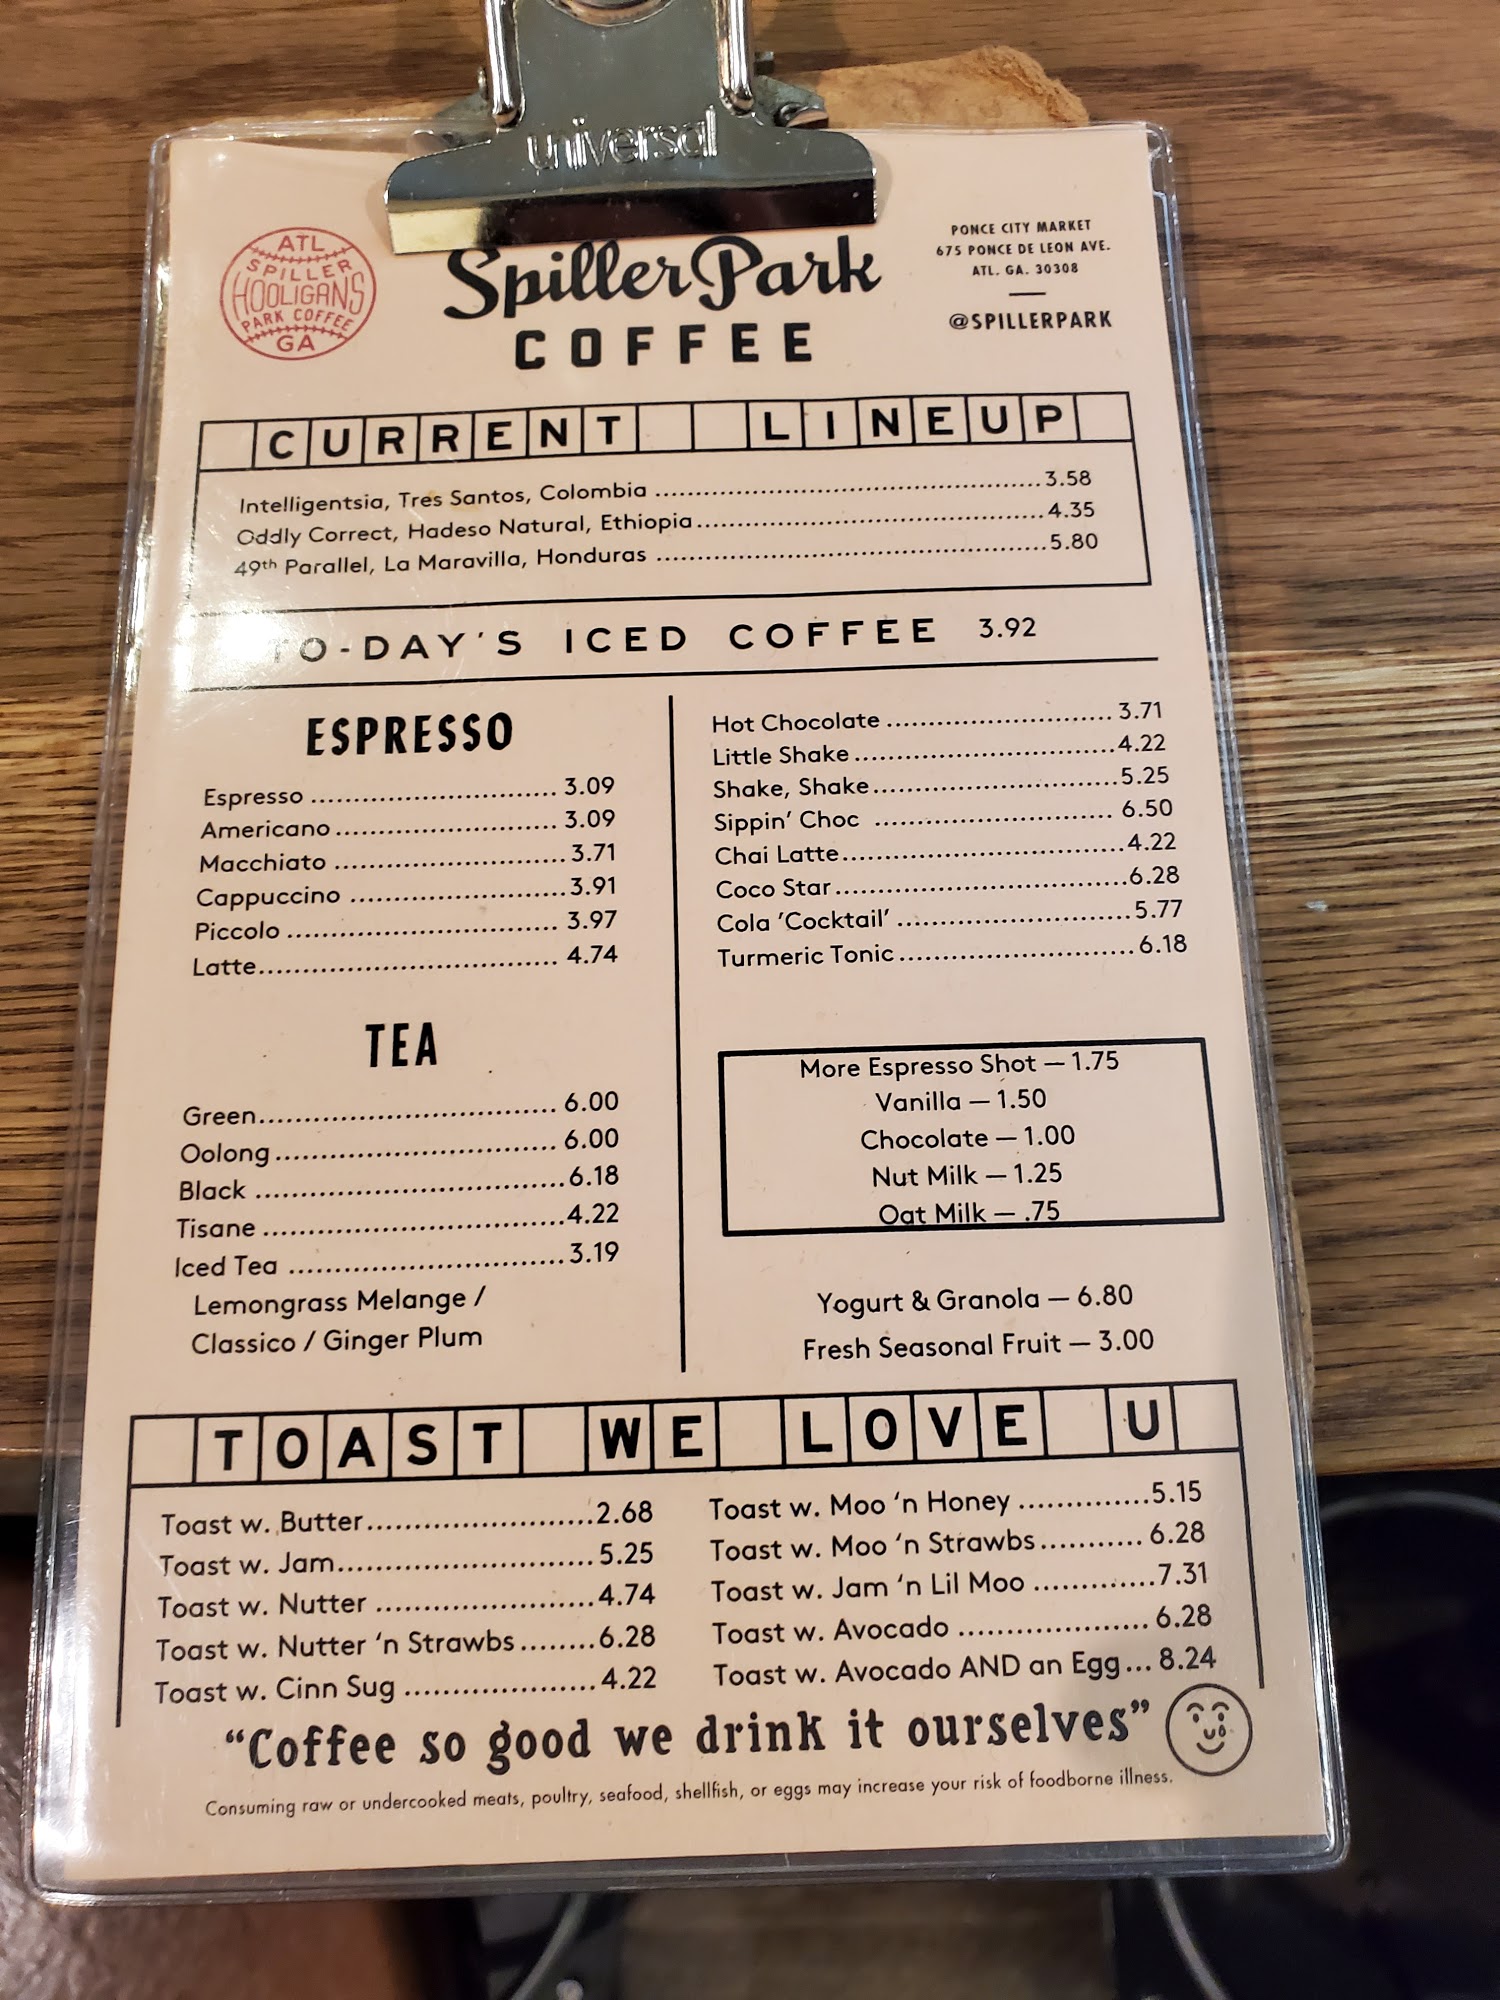 universal
ATL
SPILLER
HOOLIGANS
PARK COFFEE
GA
Spiller Park
COFFEE
PONCE CITY MARKET
675 PONCE DE LEON AVE.
ATL. GA. 30308
@SPILLERPARK
CURRENT LINEUP
Intelligentsia, Tres Santos, Colombia ........ 3.58
Oddly Correct, Hadeso Natural, Ethiopia ........ 4.35
49th Parallel, La Maravilla, Honduras ........ 5.80
TO-DAY'S ICED COFFEE 3.92
ESPRESSO
Espresso ........ 3.09
Americano ........ 3.09
Macchiato ........ 3.71
Cappuccino ........ 3.91
Piccolo ........ 3.97
Latte ........ 4.74
TEA
Green ........ 6.00
Oolong ........ 6.00
Black ........ 6.18
Tisane ........ 4.22
Iced Tea ........ 3.19
Lemongrass Melange /
Classico / Ginger Plum
Hot Chocolate ........ 3.71
Little Shake ........ 4.22
Shake, Shake ........ 5.25
Sippin' Choc ........ 6.50
Chai Latte ........ 4.22
Coco Star ........ 6.28
Cola 'Cocktail' ........ 5.77
Turmeric Tonic ........ 6.18
More Espresso Shot — 1.75
Vanilla — 1.50
Chocolate — 1.00
Nut Milk — 1.25
Oat Milk — .75
Yogurt & Granola — 6.80
Fresh Seasonal Fruit — 3.00
TOAST WE LOVE U
Toast w. Butter ........ 2.68
Toast w. Jam ........ 5.25
Toast w. Nutter ........ 4.74
Toast w. Nutter 'n Strawbs ........ 6.28
Toast w. Cinn Sug ........ 4.22
Toast w. Moo 'n Honey ........ 5.15
Toast w. Moo 'n Strawbs ........ 6.28
Toast w. Jam 'n Lil Moo ........ 7.31
Toast w. Avocado ........ 6.28
Toast w. Avocado AND an Egg ... 8.24
"Coffee so good we drink it ourselves"
Consuming raw or undercooked meats, poultry, seafood, shellfish, or eggs may increase your risk of foodborne illness.